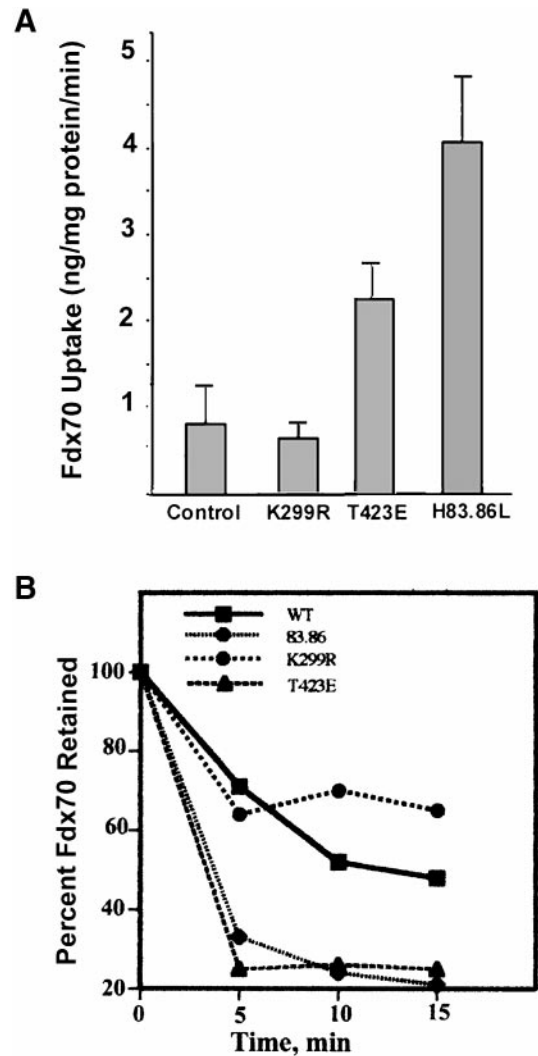 A
Fdx70 Uptake (ng/mg protein/min)
5
4
3
2
1
Control K299R T423E H83.86L
B
WT
83.86
K299R
T423E
Percent Fdx70 Retained
100
80
60
40
20
0 5 10 15
Time, min